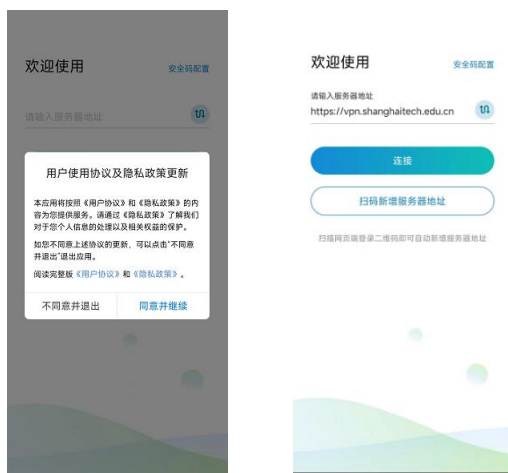 欢迎使用
安全码配置
请输入服务器地址
用户使用协议及隐私政策更新
本应用将按照《用户协议》和《隐私政策》的内
容为您提供服务。请通过《隐私政策》了解我们
对于您个人信息的处理以及相关权益的保护。
如您不同意上述协议的更新，可以点击“不同意
并退出”退出应用。
阅读完整版《用户协议》和《隐私政策》。
不同意并退出
同意并继续
欢迎使用
安全码配置
请输入服务器地址
https://vpn.shanghaitech.edu.cn
连接
扫码新增服务器地址
扫描网页端登录二维码即可自动新增服务器地址